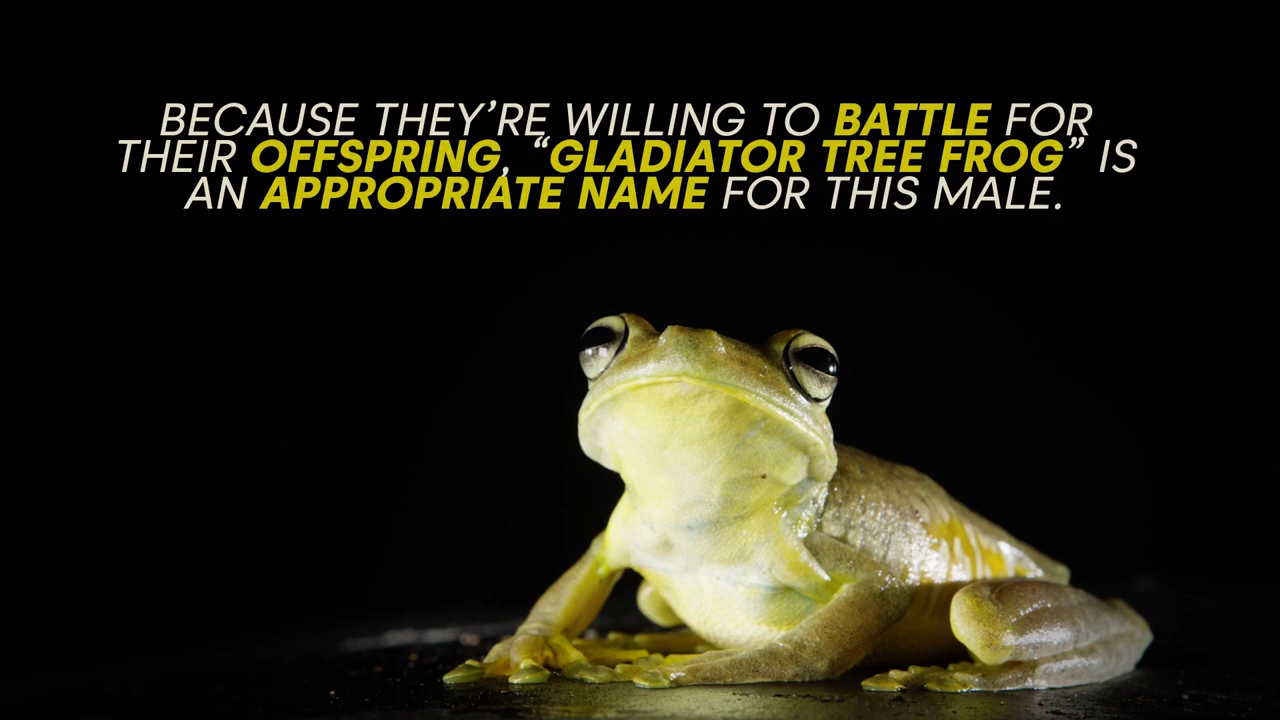 BECAUSE THEY’RE WILLING TO BATTLE FOR
THEIR OFFSPRING, “GLADIATOR TREE FROG” IS
AN APPROPRIATE NAME FOR THIS MALE.